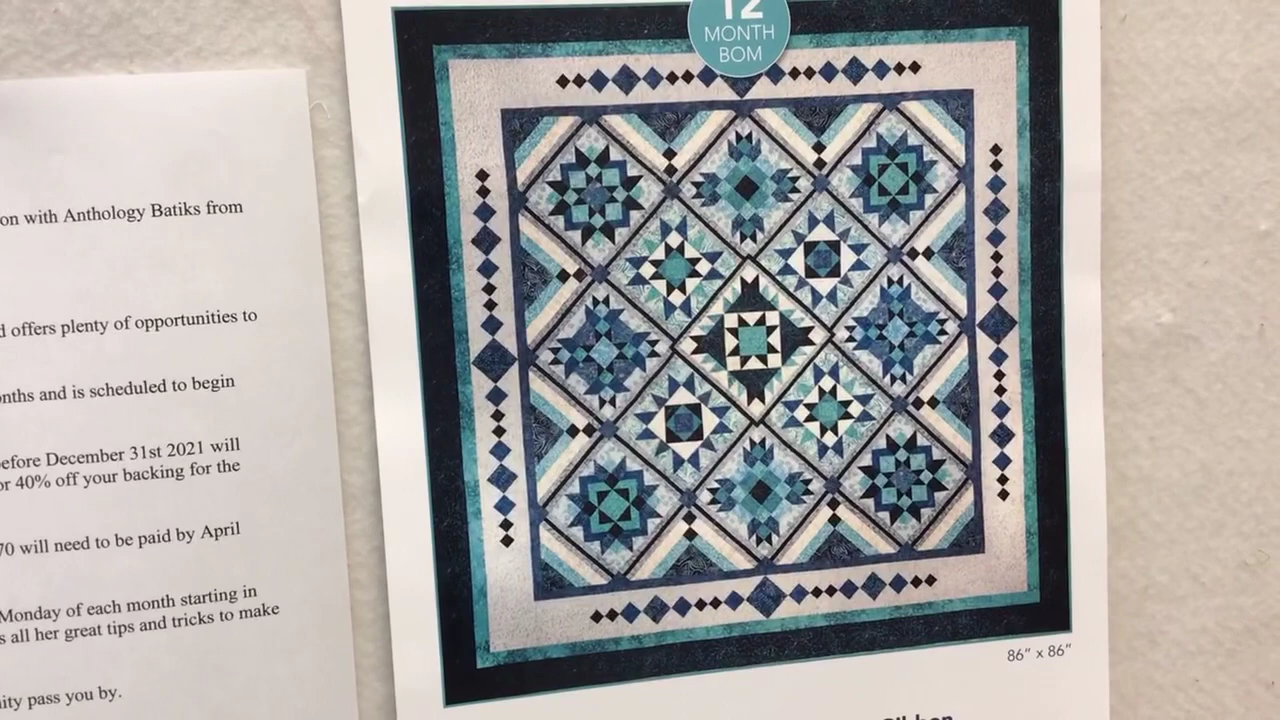 on with Anthology Batiks from
offers plenty of opportunities to
and is scheduled to begin
before December 31st 2021 will
or 40% off your backing for the
70 will need to be paid by April
Monday of each month starting in
s all her great tips and tricks to make
pass you by.
12
MONTH
BOM
86" x 86"